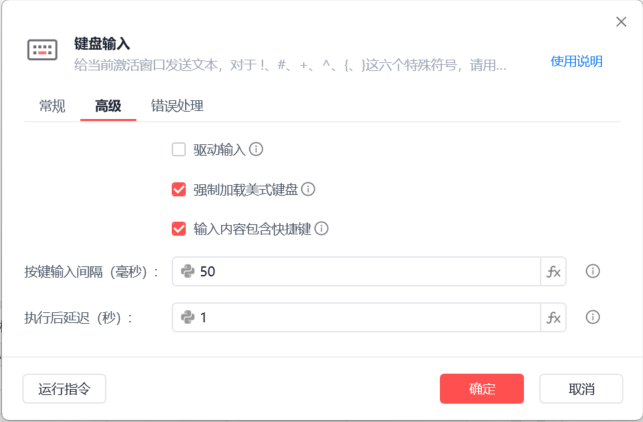 键盘输入
给当前激活窗口发送文本，对于 !、#、+、^、{、}这六个特殊符号，请用...
使用说明
常规 高级 错误处理
驱动输入
强制加载美式键盘
输入内容包含快捷键
按键输入间隔（毫秒）: 50 fx
执行后延迟（秒）: 1 fx
运行指令 确定 取消